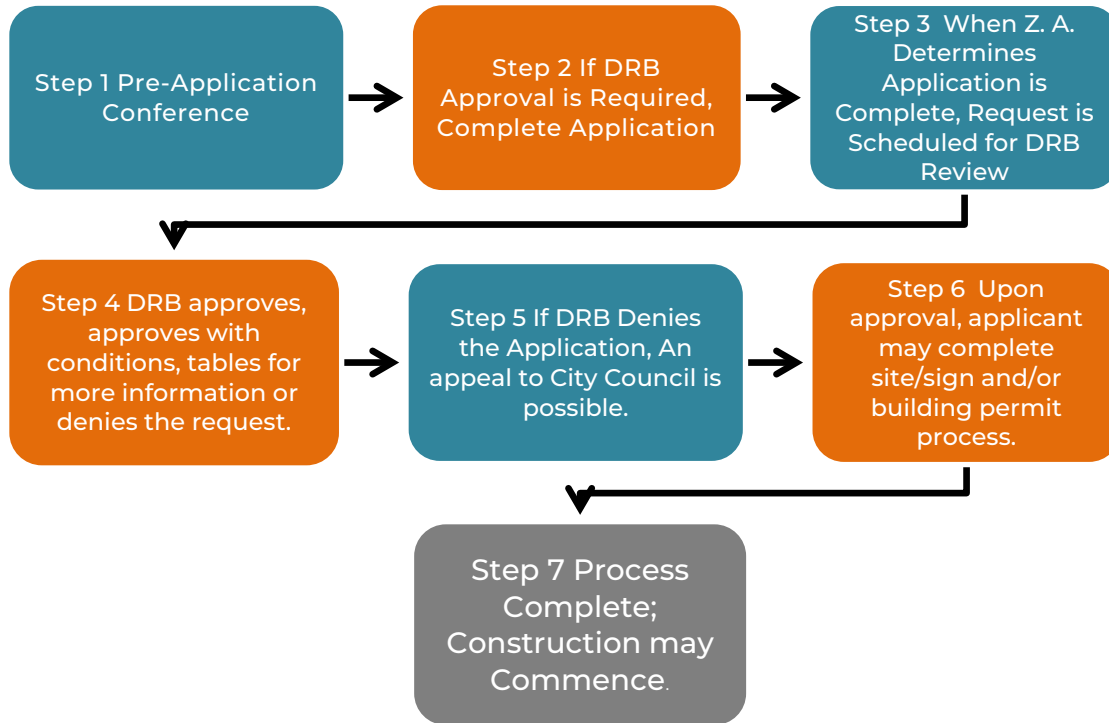 Step 1 Pre-Application
Conference
Step 2 If DRB
Approval is Required,
Complete Application
Step 3  When Z. A.
Determines
Application is
Complete, Request is
Scheduled for DRB
Review
Step 4 DRB approves,
approves with
conditions, tables for
more information or
denies the request.
Step 5 If DRB Denies
the Application, An
appeal to City Council is
possible.
Step 6  Upon
approval, applicant
may complete
site/sign and/or
building permit
process.
Step 7 Process
Complete;
Construction may
Commence.